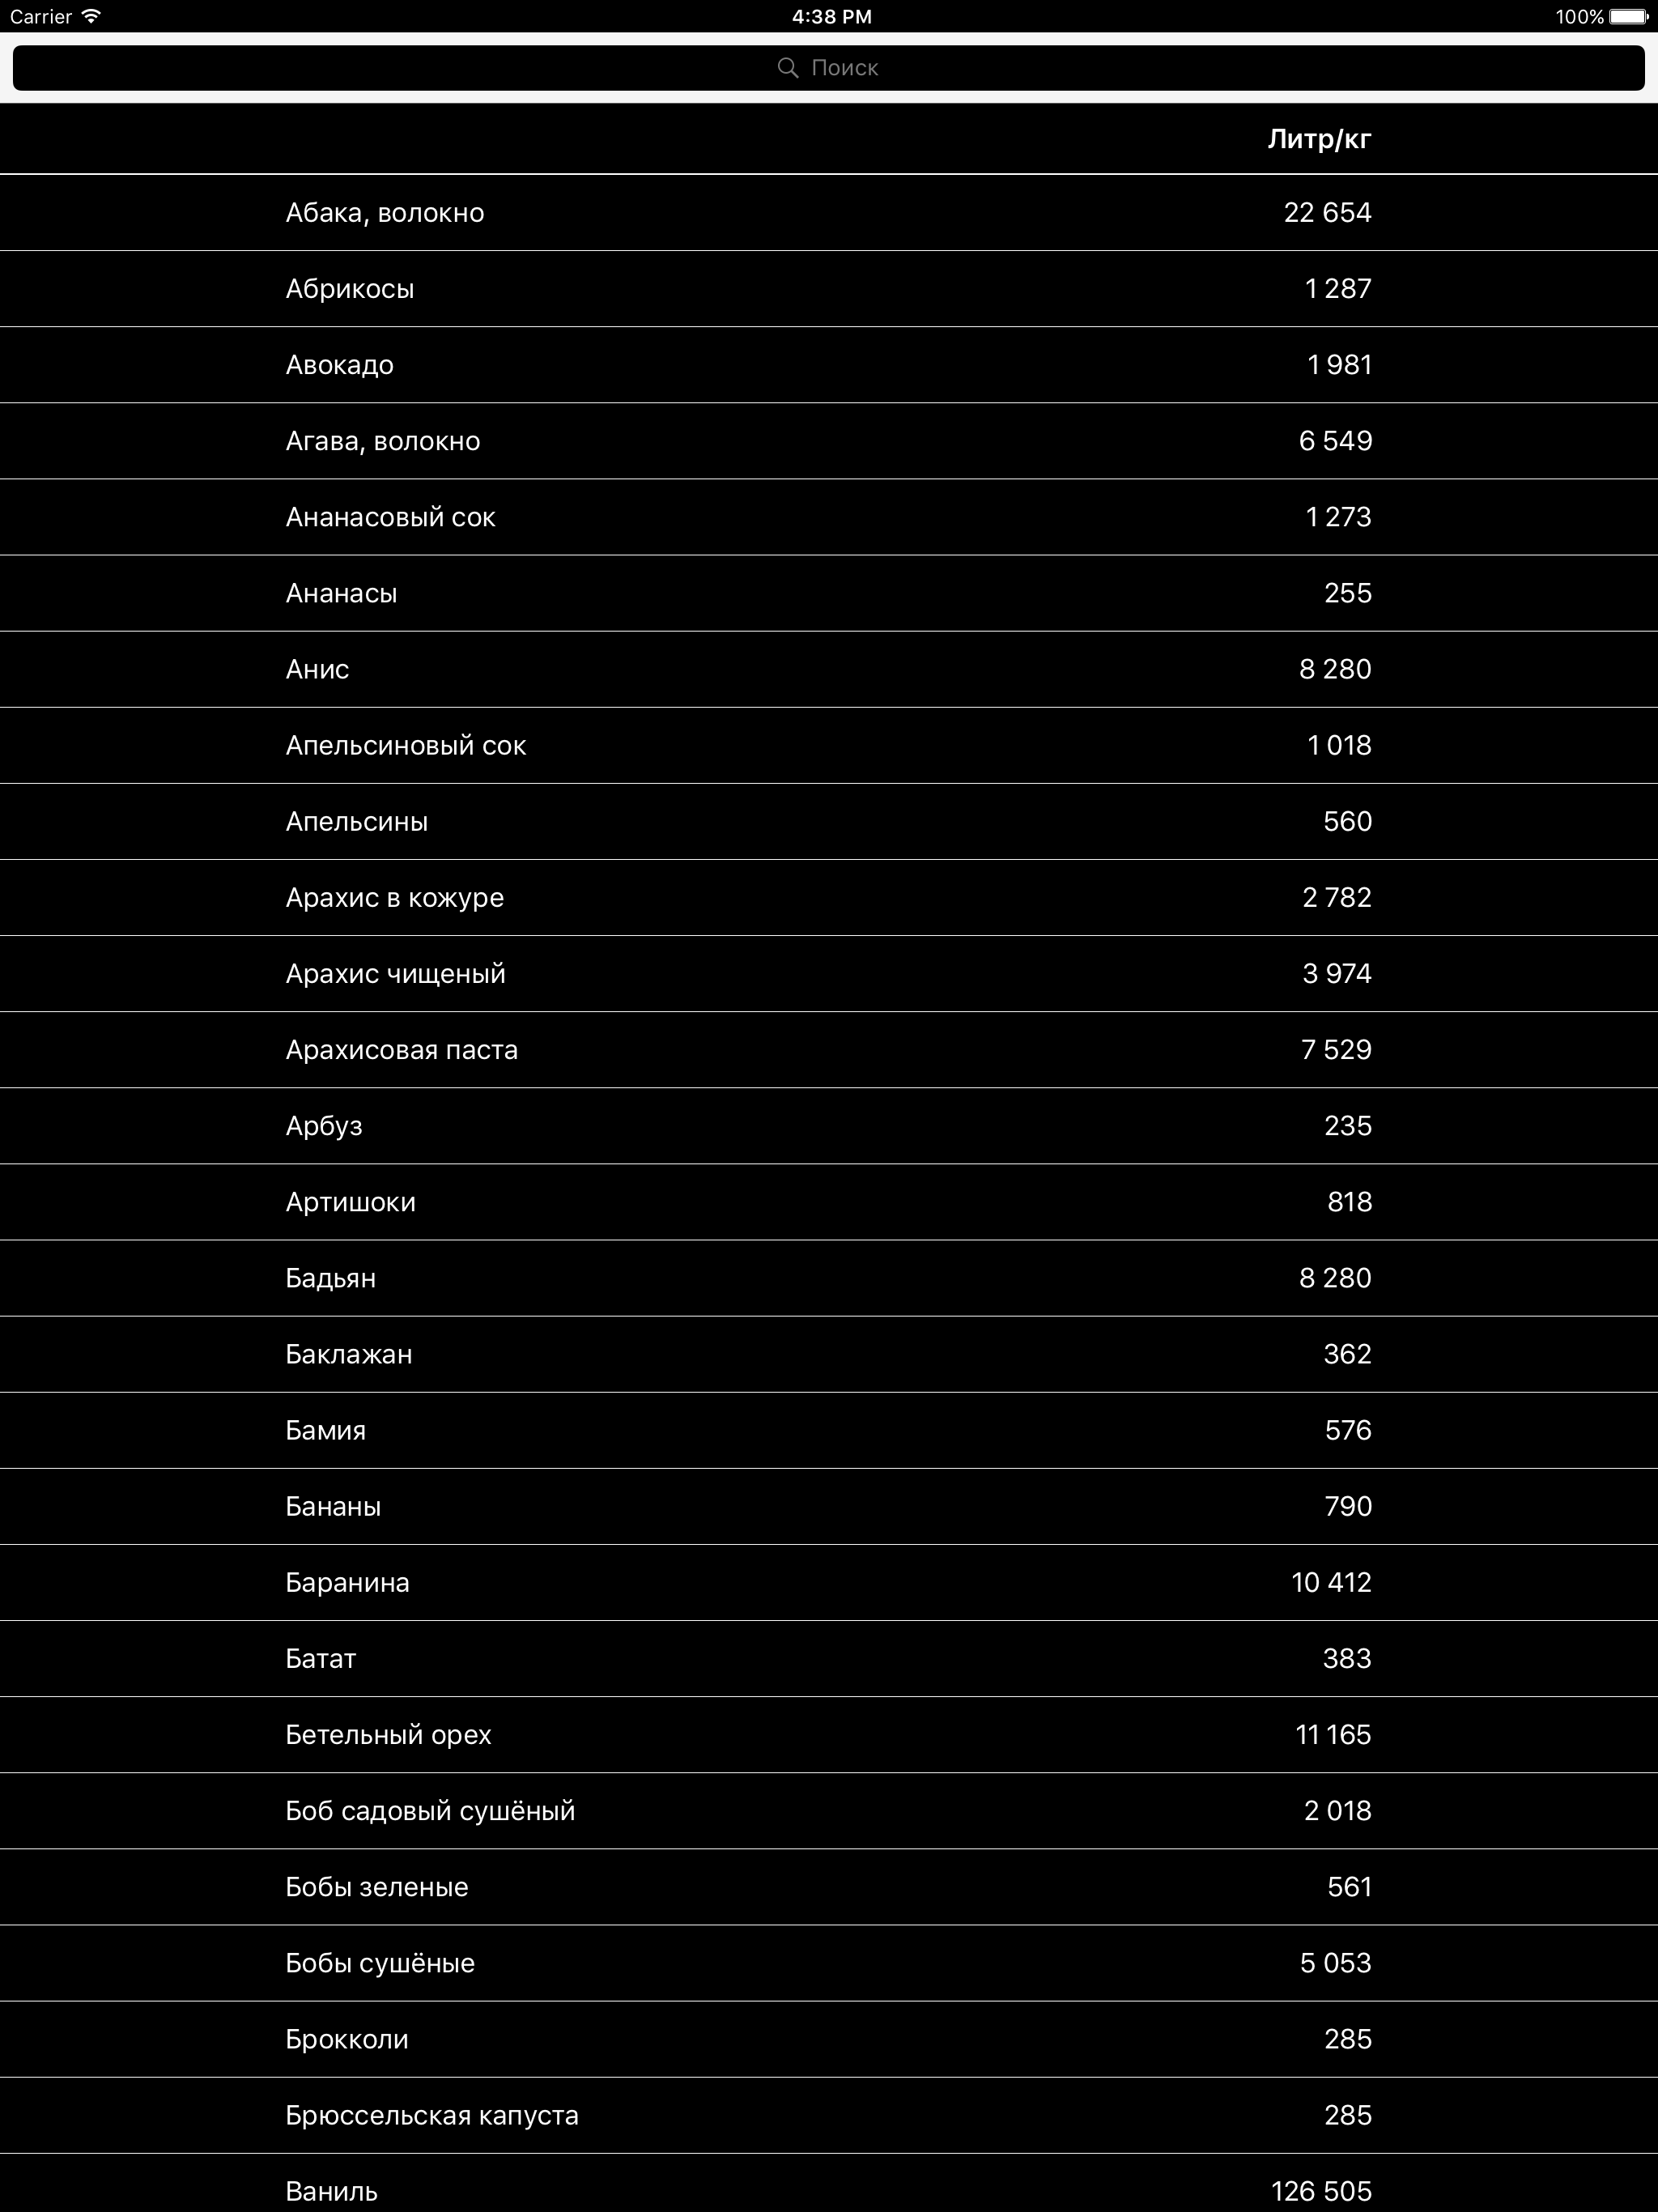 Carrier 4:38 PM 100%
Поиск
Литр/кг
Абака, волокно 22 654
Абрикосы 1 287
Авокадо 1 981
Агава, волокно 6 549
Ананасовый сок 1 273
Ананасы 255
Анис 8 280
Апельсиновый сок 1 018
Апельсины 560
Арахис в кожуре 2 782
Арахис чищеный 3 974
Арахисовая паста 7 529
Арбуз 235
Артишоки 818
Бадьян 8 280
Баклажан 362
Бамия 576
Бананы 790
Баранина 10 412
Батат 383
Бетельный орех 11 165
Боб садовый сушёный 2 018
Бобы зеленые 561
Бобы сушёные 5 053
Брокколи 285
Брюссельская капуста 285
Ваниль 126 505